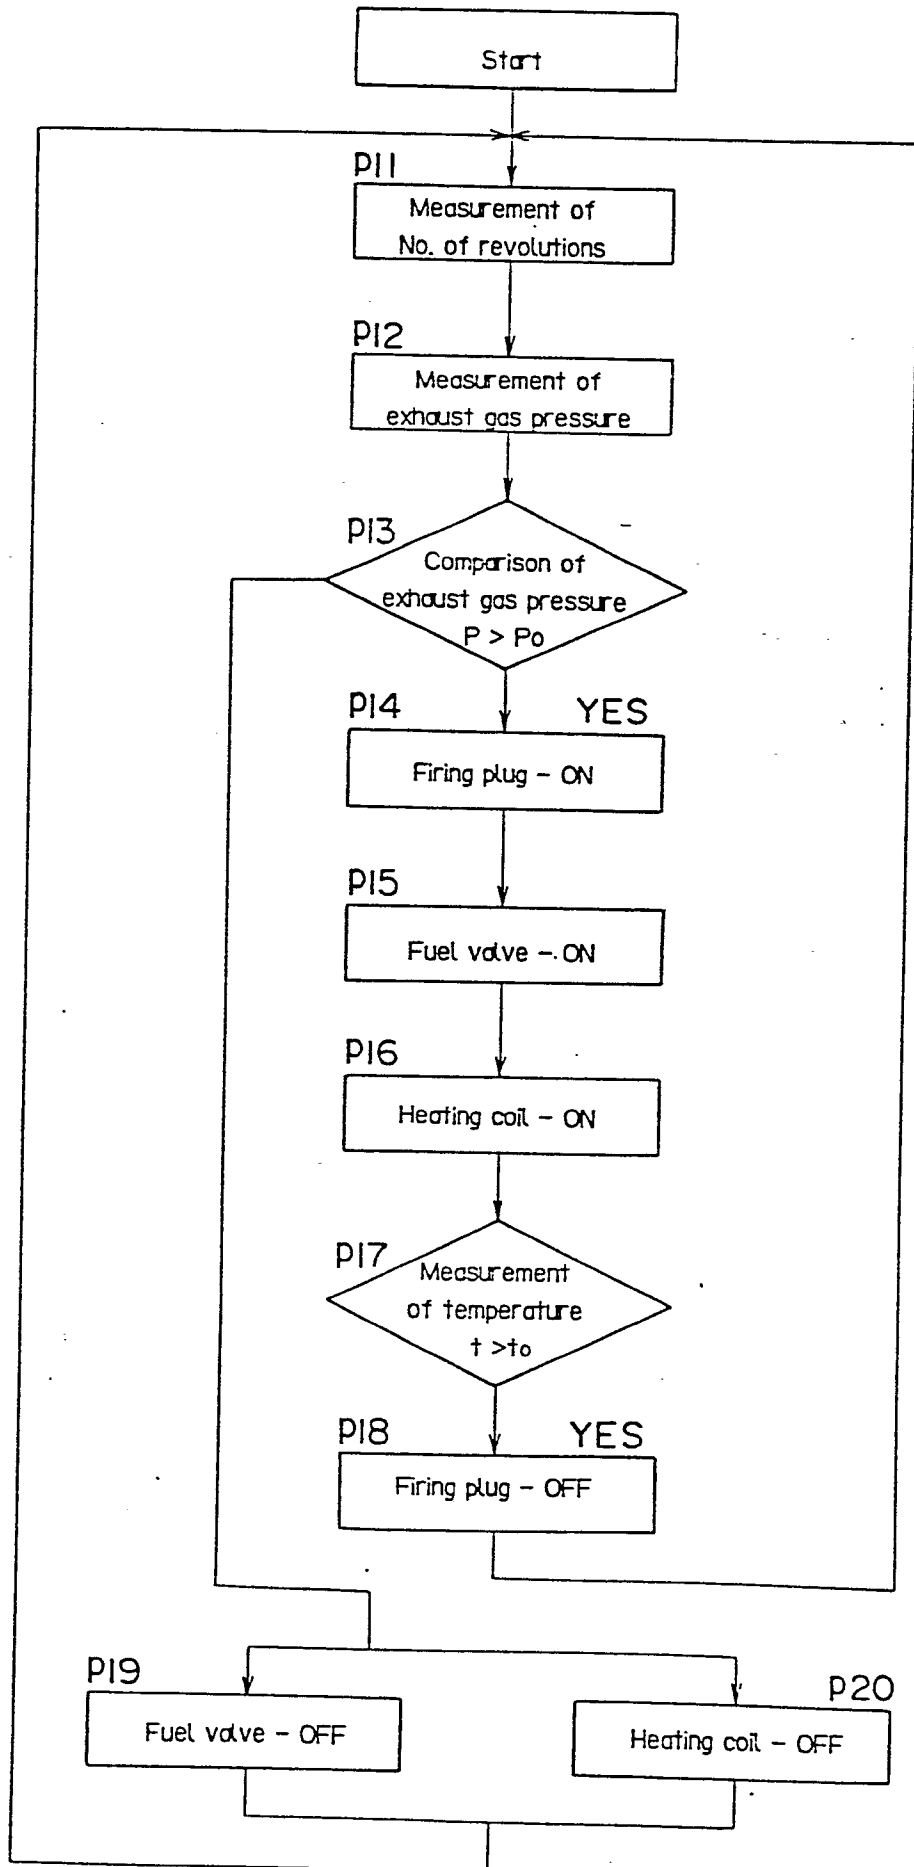 Start
P11
Measurement of
No. of revolutions
P12
Measurement of
exhaust gas pressure
P13
Comparison of
exhaust gas pressure
P > Po
P14
YES
Firing plug - ON
P15
Fuel valve - ON
P16
Heating coil - ON
P17
Measurement
of temperature
t > to
P18
YES
Firing plug - OFF
P19
P20
Fuel valve - OFF
Heating coil - OFF